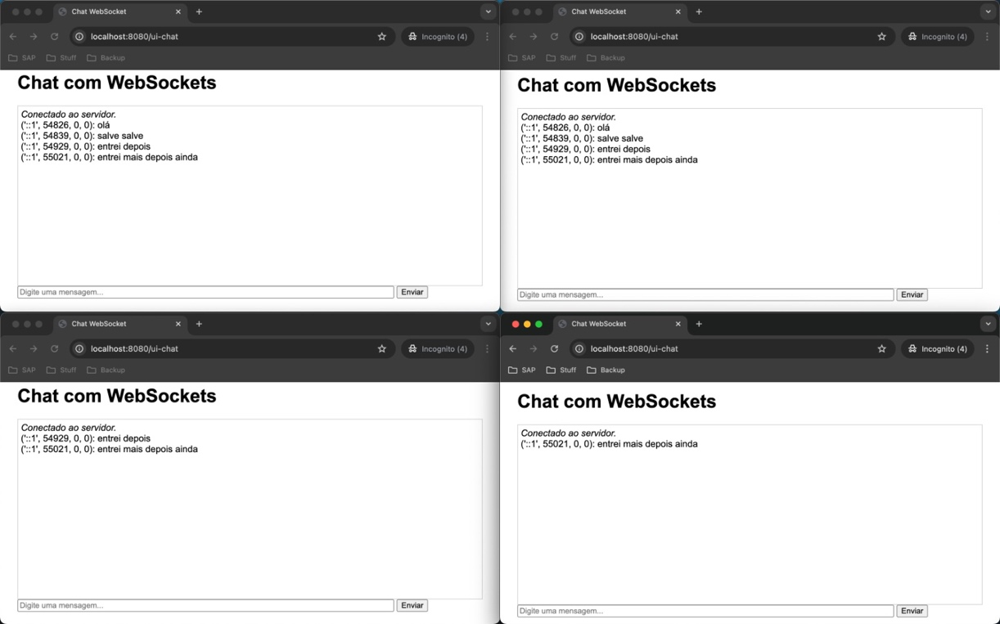 Chat WebSocket
localhost:8080/ui-chat
Incognito (4)
SAP Stuff Backup
Chat com WebSockets
Conectado ao servidor.
('::1', 54826, 0, 0): olá
('::1', 54839, 0, 0): salve salve
('::1', 54929, 0, 0): entrei depois
('::1', 55021, 0, 0): entrei mais depois ainda
Digite uma mensagem... Enviar
Chat WebSocket
localhost:8080/ui-chat
Incognito (4)
SAP Stuff Backup
Chat com WebSockets
Conectado ao servidor.
('::1', 54826, 0, 0): olá
('::1', 54839, 0, 0): salve salve
('::1', 54929, 0, 0): entrei depois
('::1', 55021, 0, 0): entrei mais depois ainda
Digite uma mensagem... Enviar
Chat WebSocket
localhost:8080/ui-chat
Incognito (4)
SAP Stuff Backup
Chat com WebSockets
Conectado ao servidor.
('::1', 54929, 0, 0): entrei depois
('::1', 55021, 0, 0): entrei mais depois ainda
Digite uma mensagem... Enviar
Chat WebSocket
localhost:8080/ui-chat
Incognito (4)
SAP Stuff Backup
Chat com WebSockets
Conectado ao servidor.
('::1', 55021, 0, 0): entrei mais depois ainda
Digite uma mensagem... Enviar